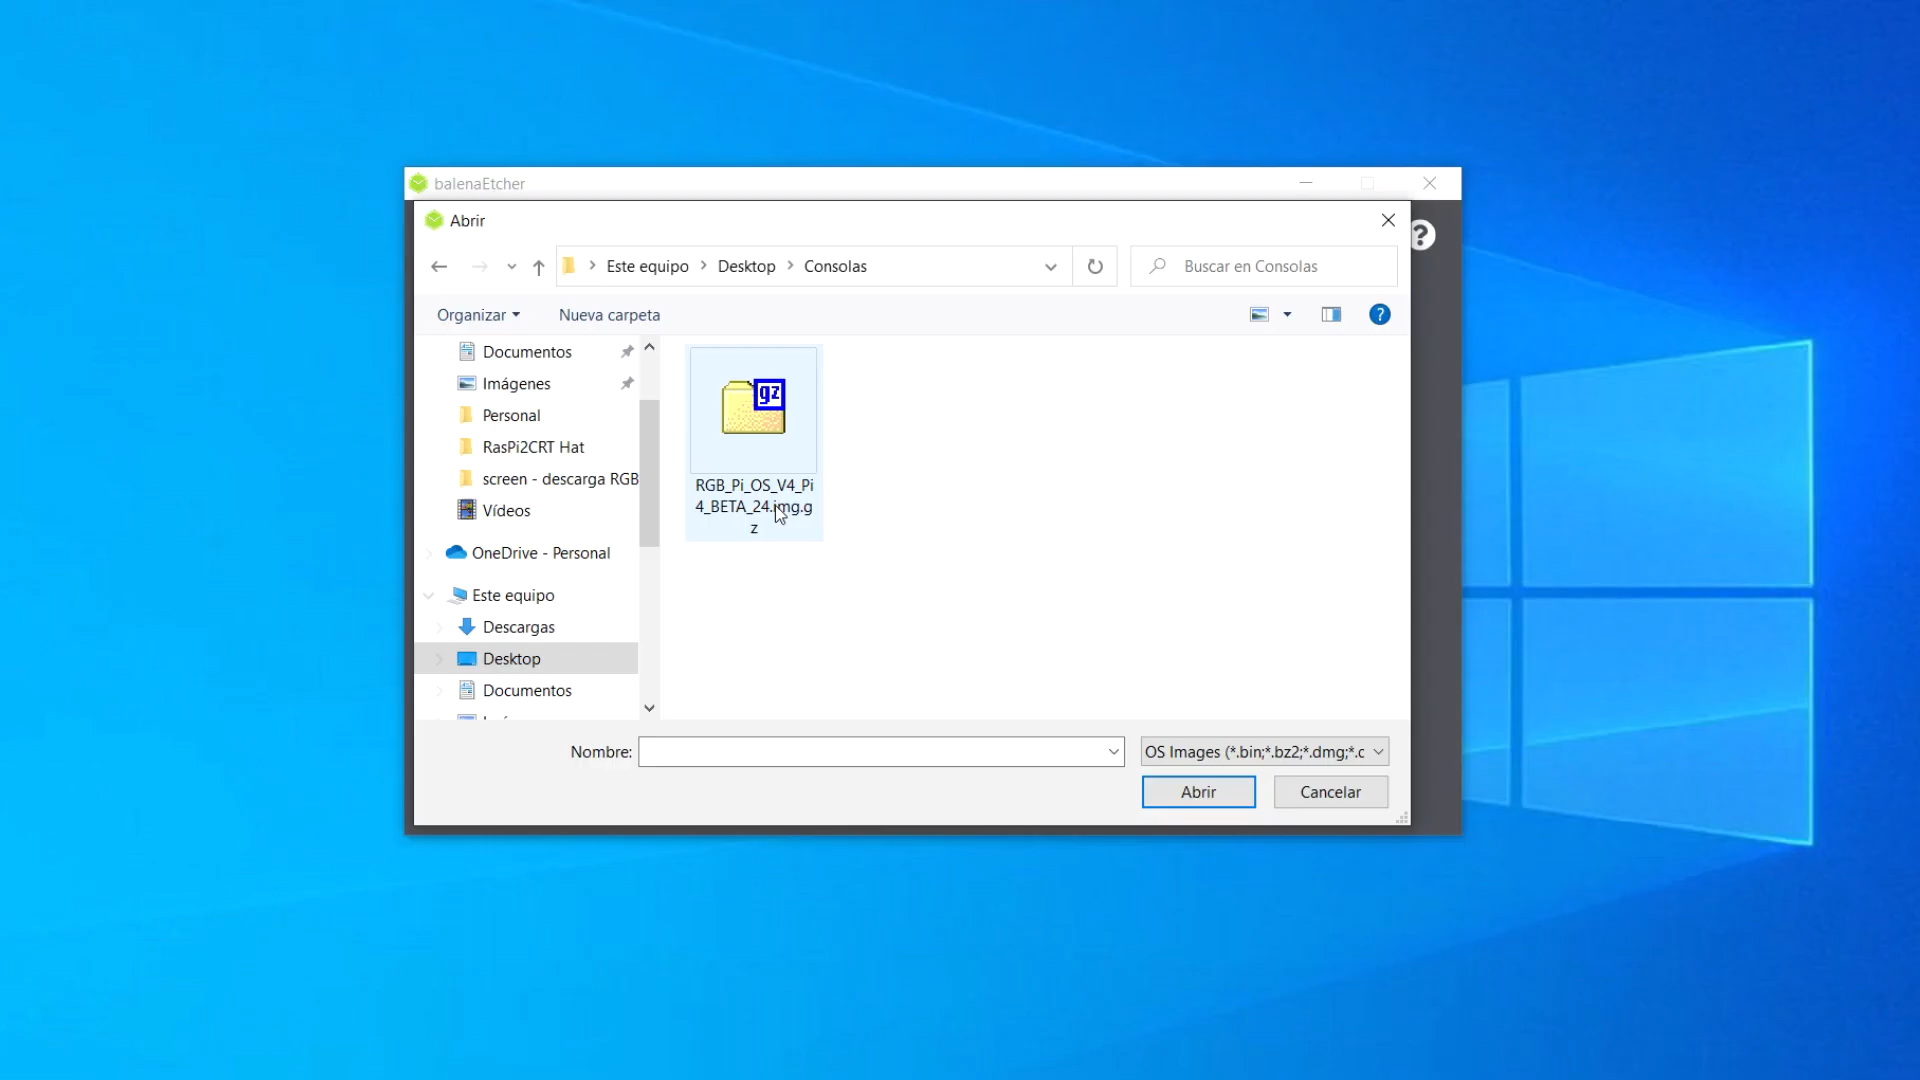 balenaEtcher
Abrir
?
Este equipo > Desktop > Consolas
Buscar en Consolas
Organizar
Nueva carpeta
?
Documentos
Imágenes
Personal
RasPi2CRT Hat
screen - descarga RGB
Vídeos
OneDrive - Personal
Este equipo
Descargas
Desktop
Documentos
gz
RGB_Pi_OS_V4_Pi
4_BETA_24.img.g
z
Nombre:
OS Images (*.bin;*.bz2;*.dmg;*.c
Abrir
Cancelar